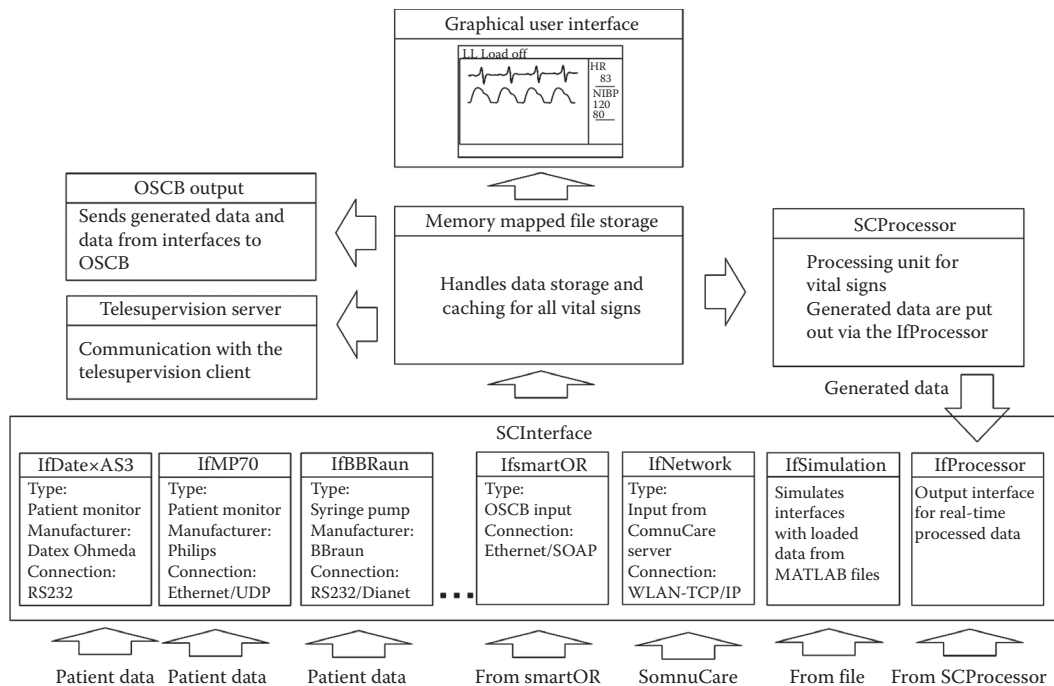 Graphical user interface
LL Load off
HR
83
NIBP
120
80
OSCB output
Sends generated data and
data from interfaces to
OSCB
Memory mapped file storage
Handles data storage and
caching for all vital signs
SCProcessor
Processing unit for
vital signs
Generated data are put
out via the IfProcessor
Telesupervision server
Communication with the
telesupervision client
Generated data
SCInterface
IfDate×AS3
Type:
Patient monitor
Manufacturer:
Datex Ohmeda
Connection:
RS232
IfMP70
Type:
Patient monitor
Manufacturer:
Philips
Connection:
Ethernet/UDP
IfBBRaun
Type:
Syringe pump
Manufacturer:
BBraun
Connection:
RS232/Dianet
...
IfsmartOR
Type:
OSCB input
Connection:
Ethernet/SOAP
IfNetwork
Type:
Input from
ComnuCare
server
Connection:
WLAN-TCP/IP
IfSimulation
Simulates
interfaces
with loaded
data from
MATLAB files
IfProcessor
Output interface
for real-time
processed data
Patient data
Patient data
Patient data
From smartOR
SomnuCare
From file
From SCProcessor